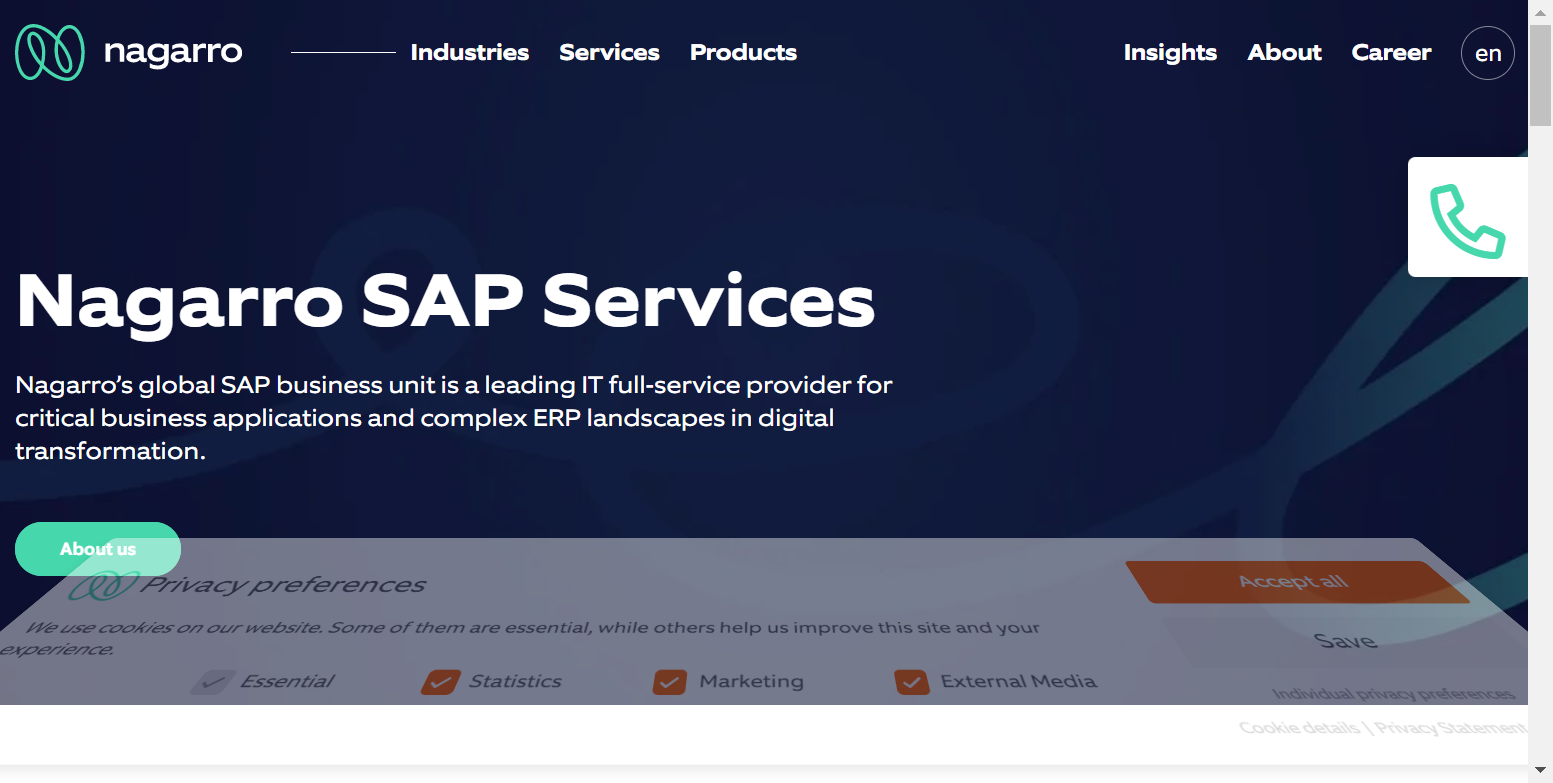 nagarro
Industries Services Products
Insights About Career en
Nagarro SAP Services
Nagarro's global SAP business unit is a leading IT full-service provider for
critical business applications and complex ERP landscapes in digital
transformation.
About us
Privacy preferences
Accept all
We use cookies on our website. Some of them are essential, while others help us improve this site and your
experience.
Save
Essential Statistics Marketing External Media
Individual privacy preferences
Cookie details | Privacy Statement